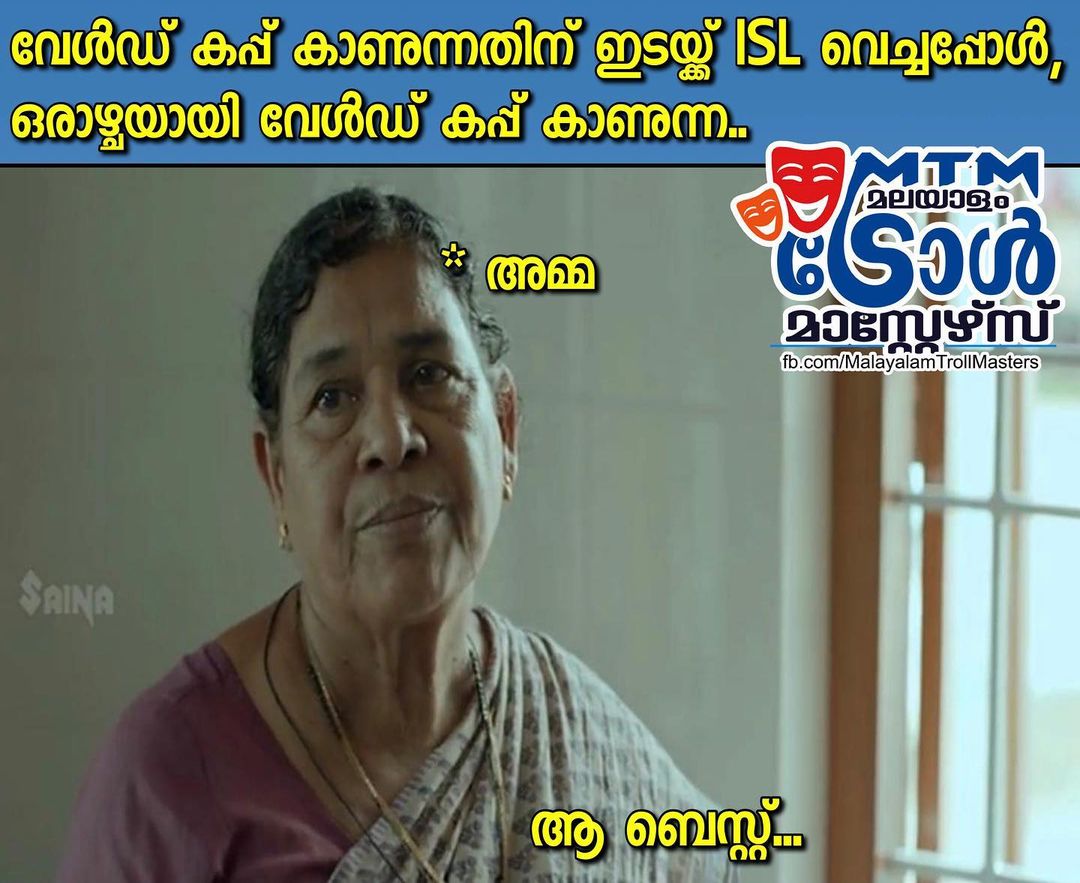 വേൾഡ് കപ്പ് കാണുന്നതിന് ഇടയ്ക്ക് ISL വെച്ചപ്പോൾ,
ഒരാഴ്ചയായി വേൾഡ് കപ്പ് കാണുന്ന..
MTM
മലയാളം
ട്രോൾ
മാസ്റ്റേഴ്സ്
fb.com/MalayalamTrollMasters
* അമ്മ
SAINA
ആ ബെസ്റ്റ്...